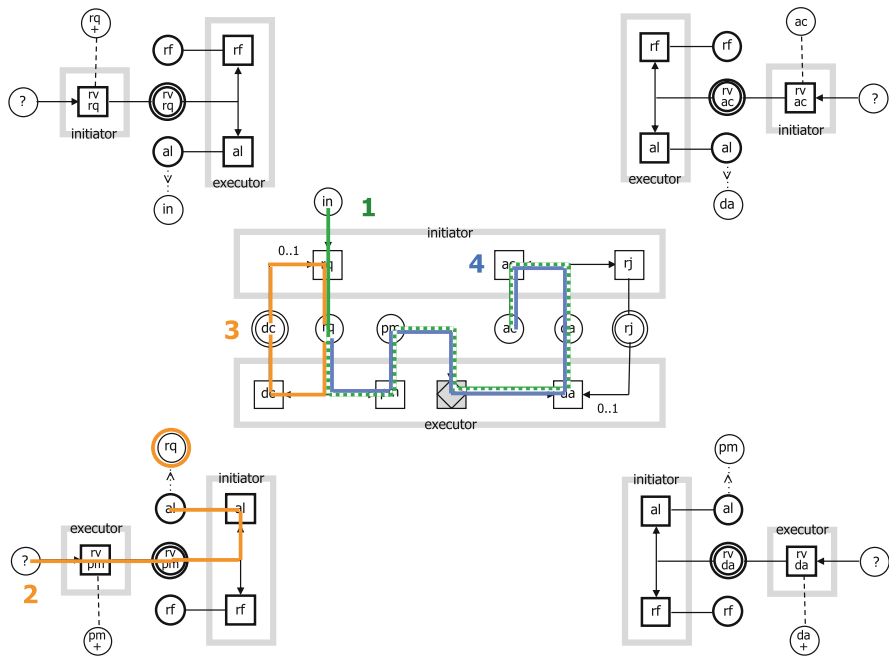 rq
+
rf
rf
?
rv
rq
rv
rq
initiator
al
al
executor
in
ac
rf
rf
rv
ac
rv
ac
?
initiator
al
al
executor
da
in
1
initiator
0..1
rq
4
ac
rj
3
dc
rq
pm
ac
da
rj
dc
pm
da
0..1
executor
rq
initiator
al
al
executor
?
rv
pm
rv
pm
2
rf
rf
pm
+
pm
initiator
al
al
executor
rv
da
rv
da
?
rf
rf
da
+